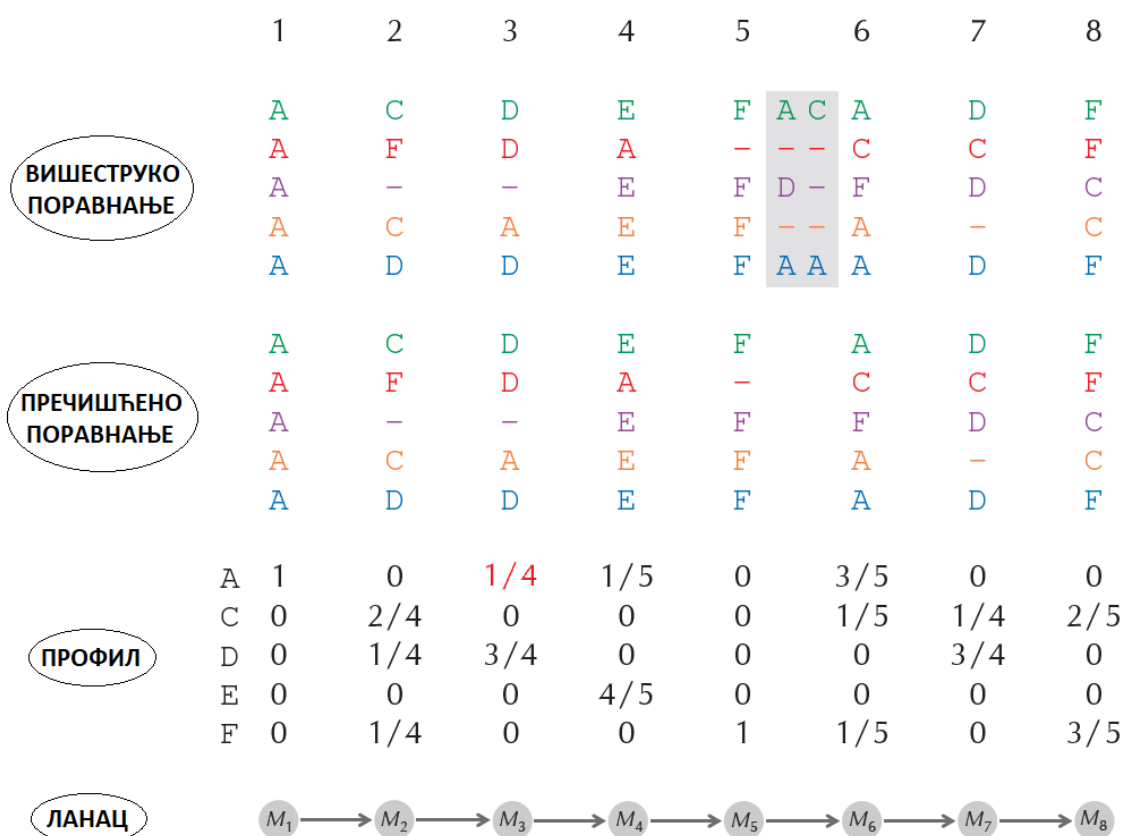 1 2 3 4 5 6 7 8
A C D E F A C A D F
A F D A - - - C C F
A - - E F D - F D C
A C A E F - - A - C
A D D E F A A A D F
ВИШЕСТРУКО
ПОРАВНАЊЕ
A C D E F A D F
A F D A - C C F
A - - E F F D C
A C A E F A - C
A D D E F A D F
ПРЕЧИШЋЕНО
ПОРАВНАЊЕ
A 1 0 1/4 1/5 0 3/5 0 0
C 0 2/4 0 0 0 1/5 1/4 2/5
D 0 1/4 3/4 0 0 0 3/4 0
E 0 0 0 4/5 0 0 0 0
F 0 1/4 0 0 1 1/5 0 3/5
ПРОФИЛ
ЛАНАЦ
M1 M2 M3 M4 M5 M6 M7 M8